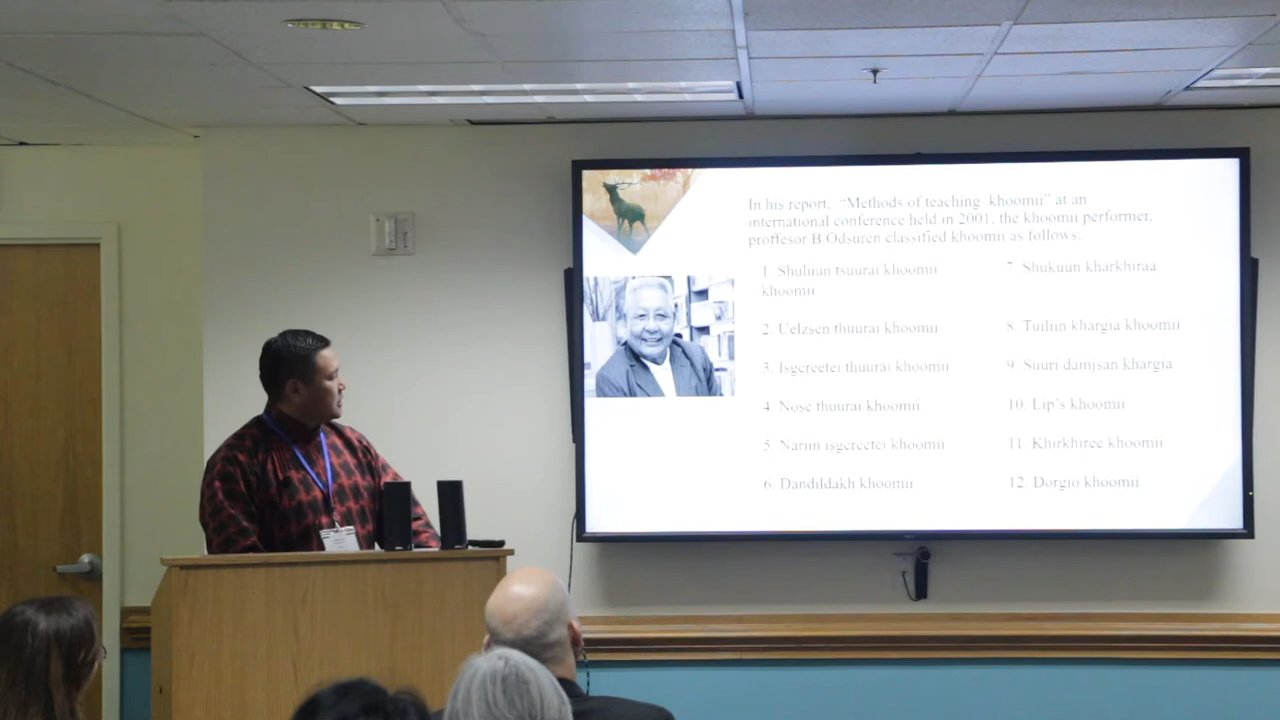 In his report, “Methods of teaching khoomii” at an
international conference held in 2001, the khoomii performer,
proffesor B.Odsuren classified khoomii as follows:
1. Shuluun tsuurai khoomii
khoomii
2. Uelzsen thuurai khoomii
3. Isgereetei thuurai khoomii
4. Nose thuurai khoomii
5. Nariin isgereetei khoomii
6. Dandildakh khoomii
7. Shukuun kharkhiraa
8. Tuiliin khargia khoomii
9. Suuri damjsan khargia
10. Lip’s khoomii
11. Khirkhiree khoomii
12. Dorgio khoomii